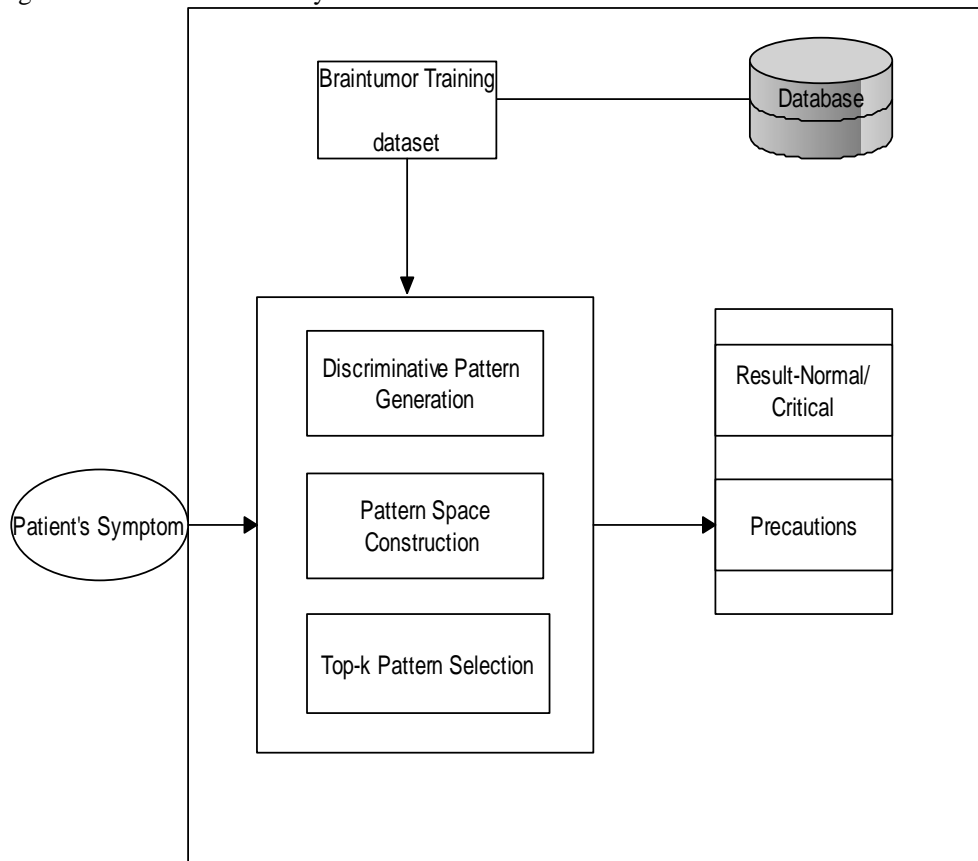 Braintumor Training
dataset
Database
Discriminative Pattern
Generation
Result-Normal/
Critical
Patient's Symptom
Pattern Space
Construction
Precautions
Top-k Pattern Selection